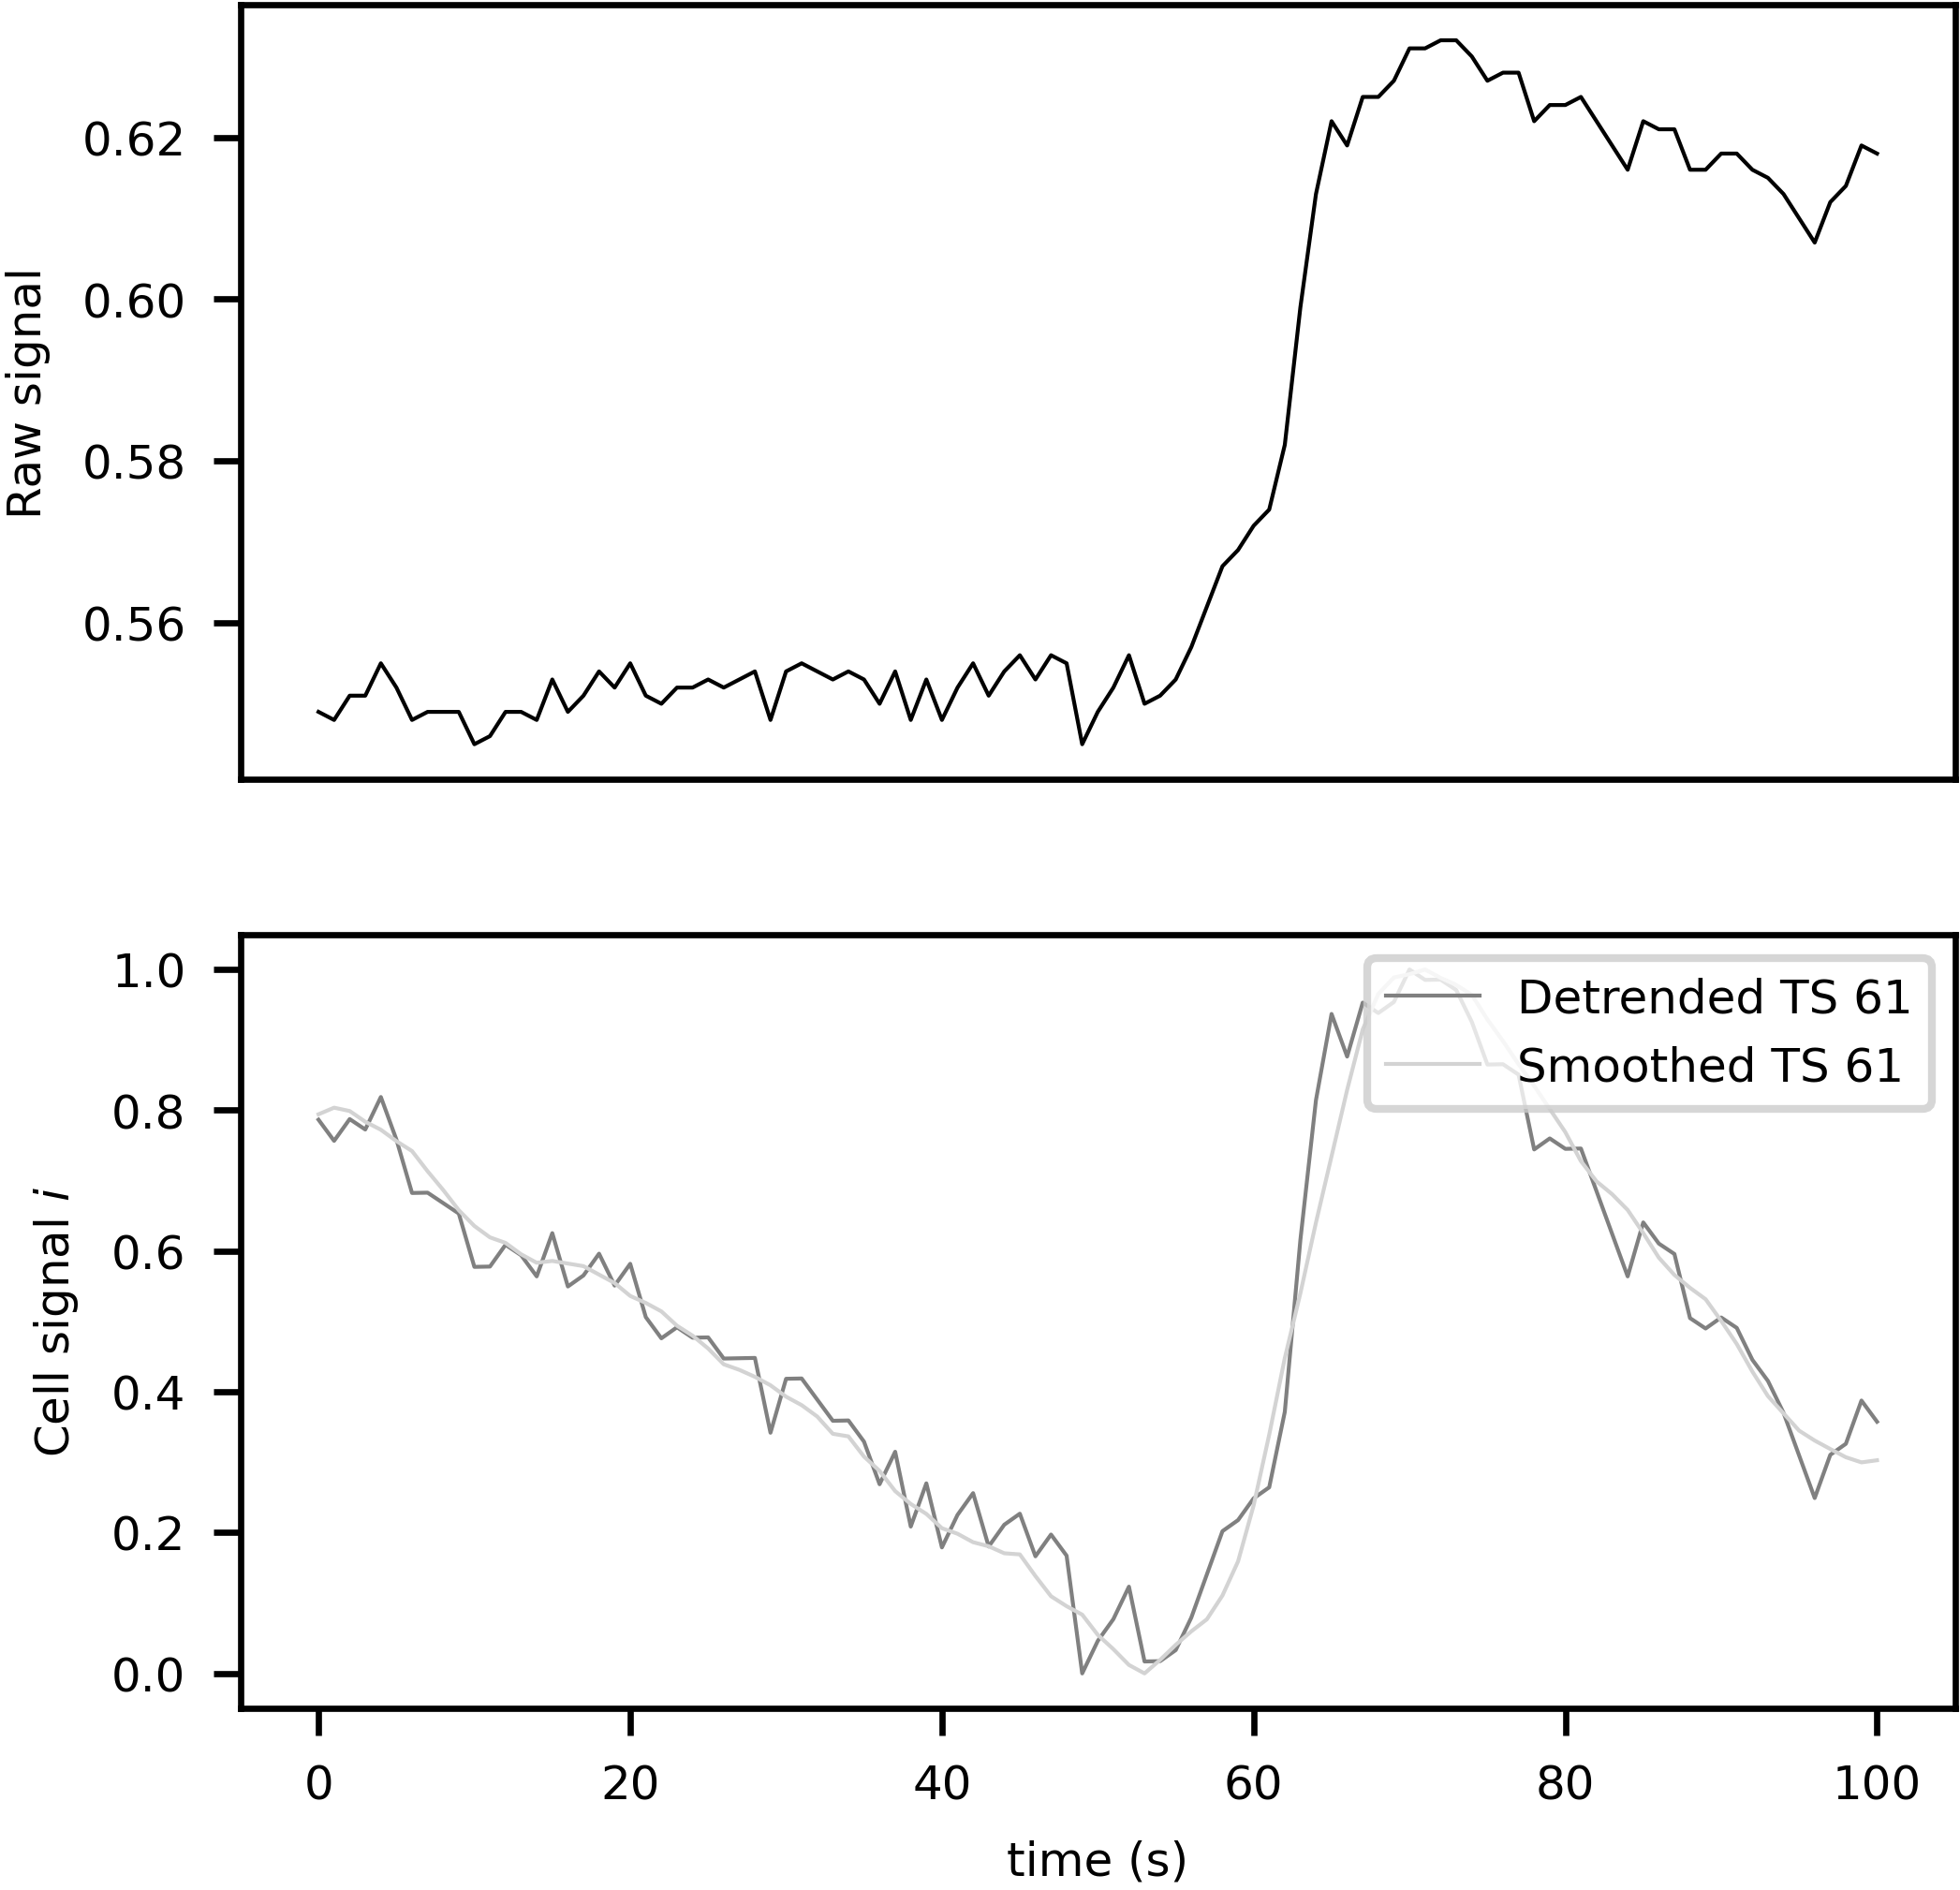 Raw signal
0.62
0.60
0.58
0.56
Cell signal i
1.0
0.8
0.6
0.4
0.2
0.0
Detrended TS 61
Smoothed TS 61
0 20 40 60 80 100
time (s)